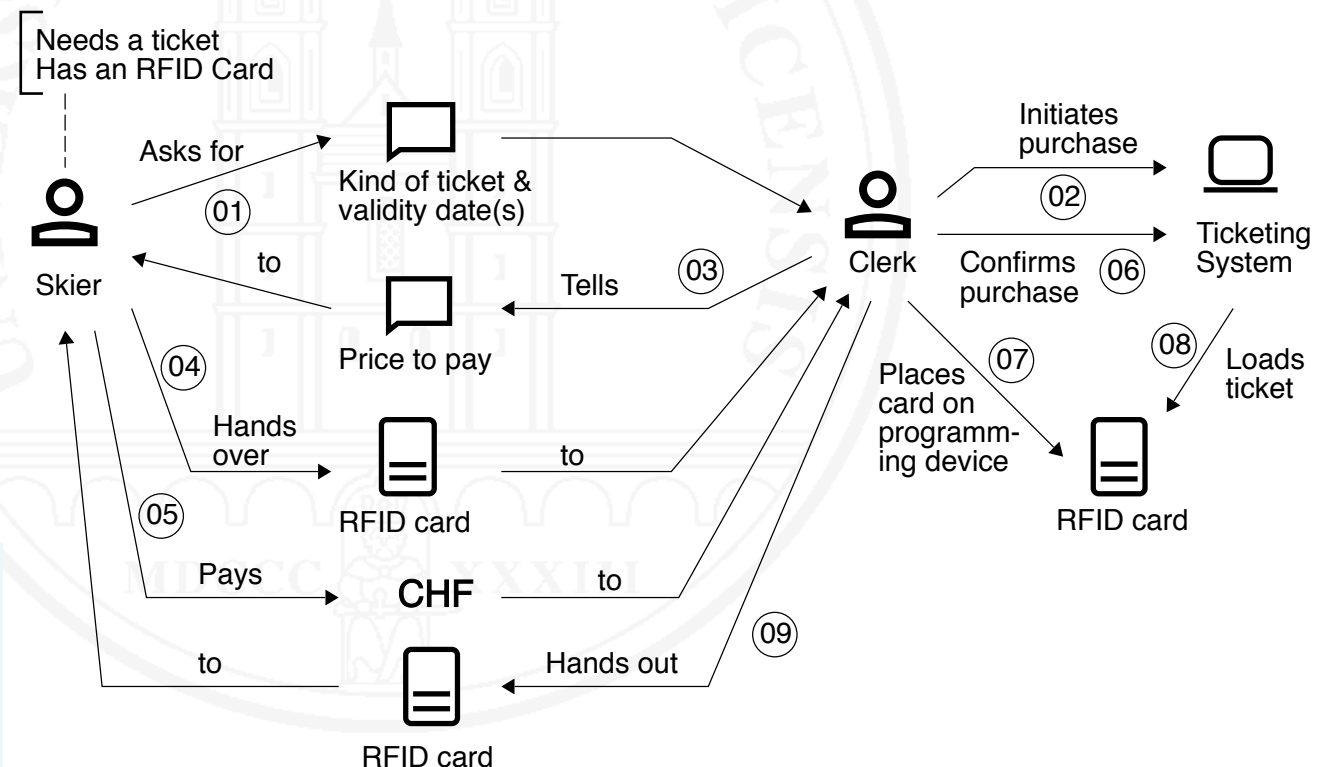 Needs a ticket
Has an RFID Card
Asks for
01
Kind of ticket &
validity date(s)
Initiates
purchase
02
Skier
to
Tells
03
Clerk
Confirms
purchase
06
Ticketing
System
Price to pay
04
Hands
over
to
RFID card
07
Places
card on
programm-
ing device
08
Loads
ticket
RFID card
05
Pays
CHF
to
09
to
Hands out
RFID card
MDCCC XXXIII